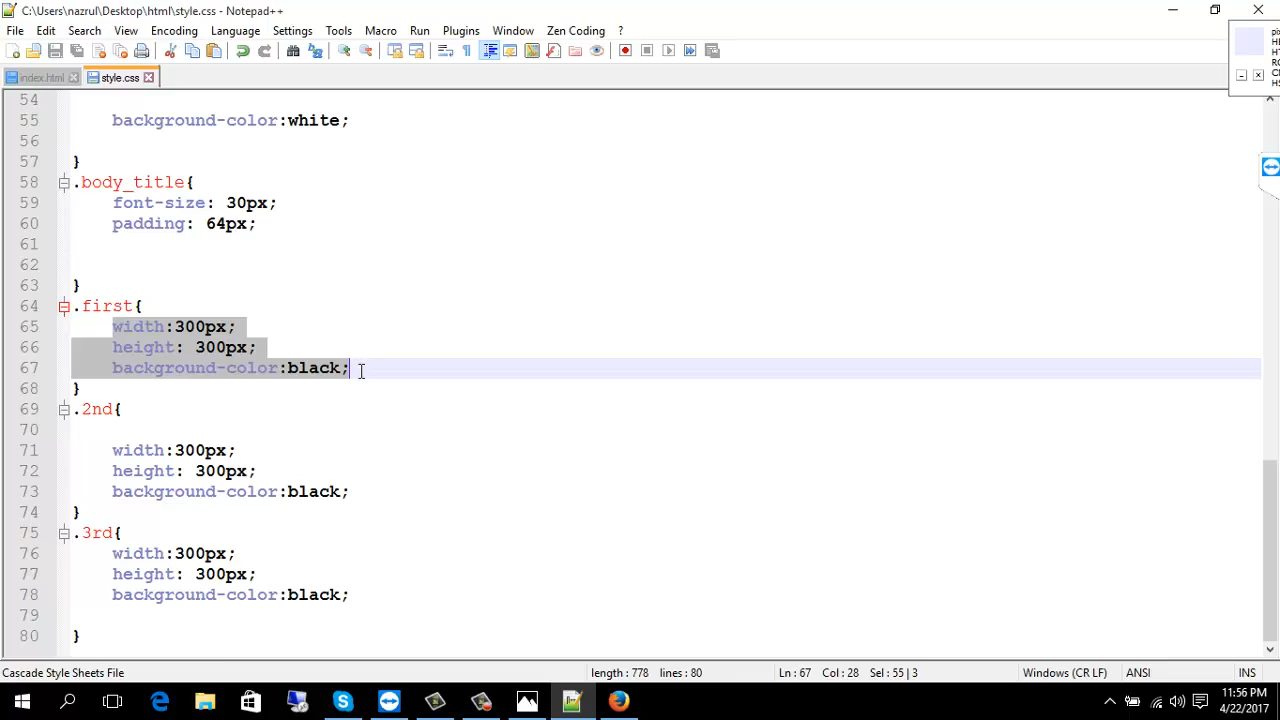 C:\Users\nazrul\Desktop\html\style.css - Notepad++
File Edit Search View Encoding Language Settings Tools Macro Run Plugins Window Zen Coding ?
index.html style.css
54
55 background-color:white;
56
57 }
58 .body_title{
59 font-size: 30px;
60 padding: 64px;
61
62
63 }
64 .first{
65 width:300px;
66 height: 300px;
67 background-color:black;
68 }
69 .2nd{
70
71 width:300px;
72 height: 300px;
73 background-color:black;
74 }
75 .3rd{
76 width:300px;
77 height: 300px;
78 background-color:black;
79
80 }
Cascade Style Sheets File length : 778 lines : 80 Ln : 67 Col : 28 Sel : 55 | 3 Windows (CR LF) ANSI INS
11:56 PM
4/22/2017